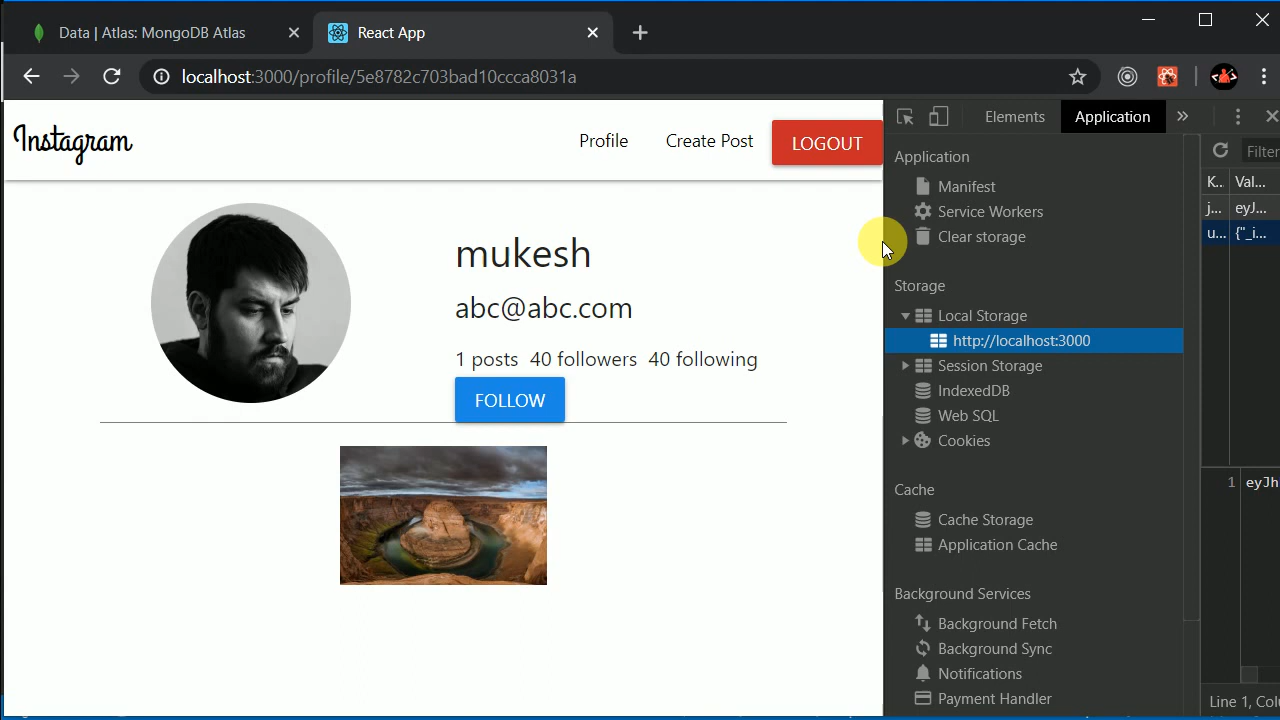 Data | Atlas: MongoDB Atlas
React App
localhost:3000/profile/5e8782c703bad10ccca8031a
Instagram
Profile
Create Post
LOGOUT
mukesh
abc@abc.com
1 posts 40 followers 40 following
FOLLOW
Elements
Application
»
Application
Manifest
Service Workers
Clear storage
Storage
Local Storage
http://localhost:3000
Session Storage
IndexedDB
Web SQL
Cookies
Cache
Cache Storage
Application Cache
Background Services
Background Fetch
Background Sync
Notifications
Payment Handler
Filter
K... Val...
j... eyJ...
u... {"_i...
1 eyJh
Line 1, Colu